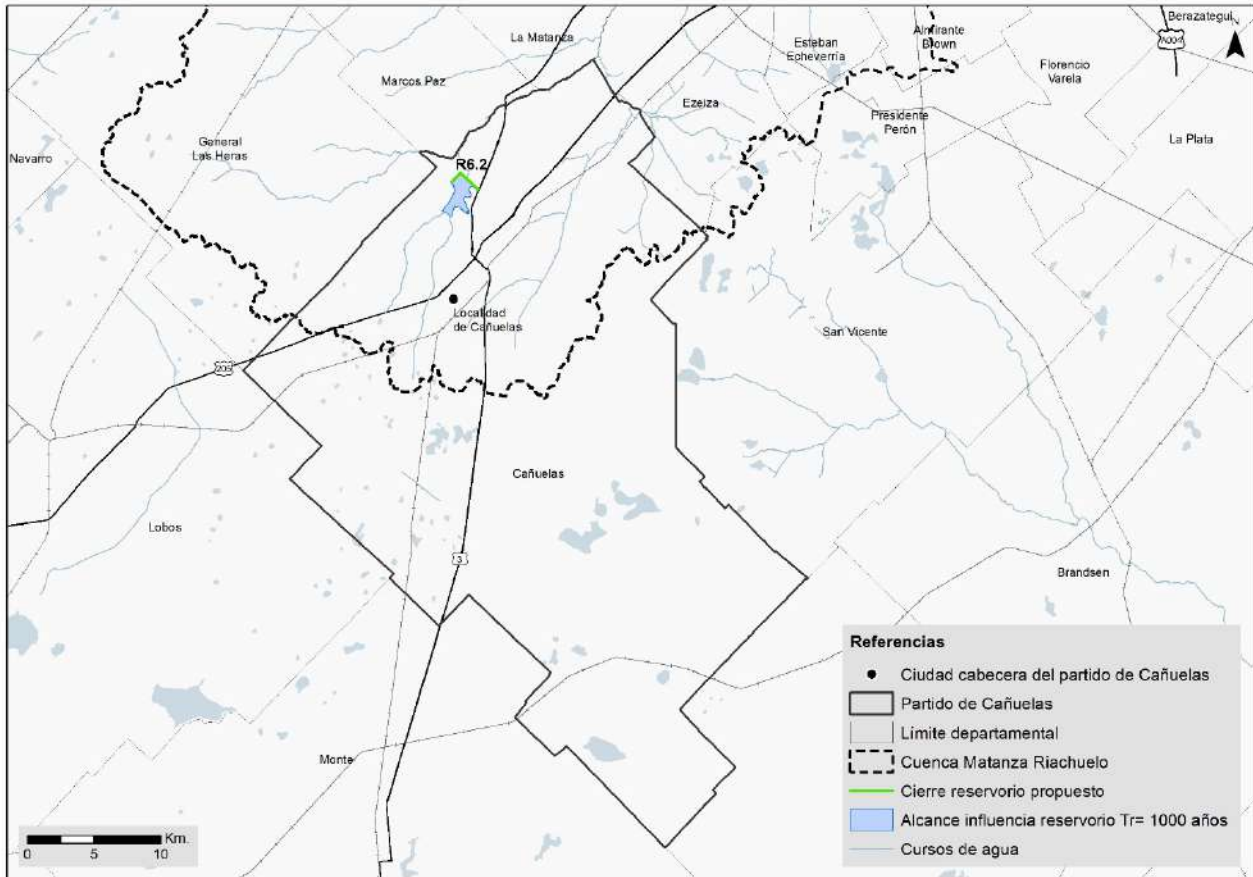 Berazategui
N
La Matanza
Esteban
Echeverría
Almirante
Brown
A004
Marcos Paz
Florencio
Varela
Ezeiza
Presidente
Perón
La Plata
General
Las Heras
Navarro
R6.2
Localidad
de Cañuelas
San Vicente
205
Cañuelas
Lobos
3
Brandsen
Monte
Referencias
Ciudad cabecera del partido de Cañuelas
Partido de Cañuelas
Límite departamental
Cuenca Matanza Riachuelo
Cierre reservorio propuesto
Alcance influencia reservorio Tr= 1000 años
Cursos de agua
Km.
0 5 10